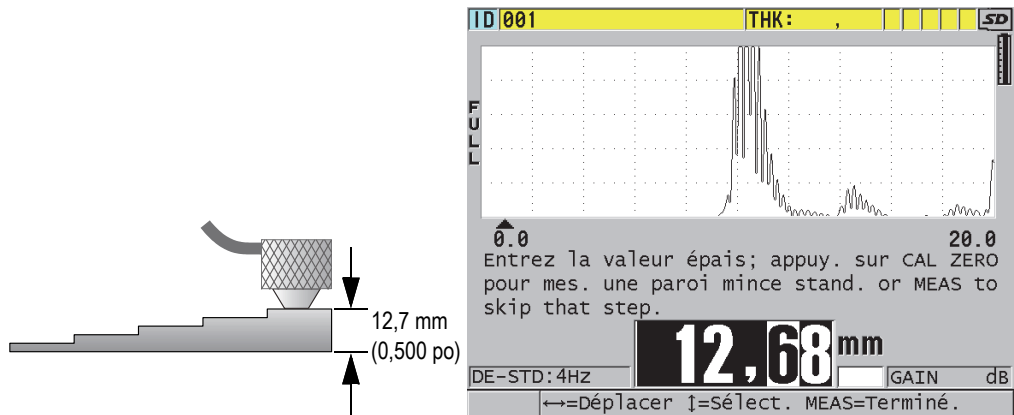 12,7 mm
(0,500 po)
ID 001 THK: , SD
FULL
0.0 20.0
Entrez la valeur épais; appuy. sur CAL ZERO
pour mes. une paroi mince stand. or MEAS to
skip that step.
12,68 mm
DE-STD:4Hz GAIN dB
↔=Déplacer ↕=Sélect. MEAS=Terminé.